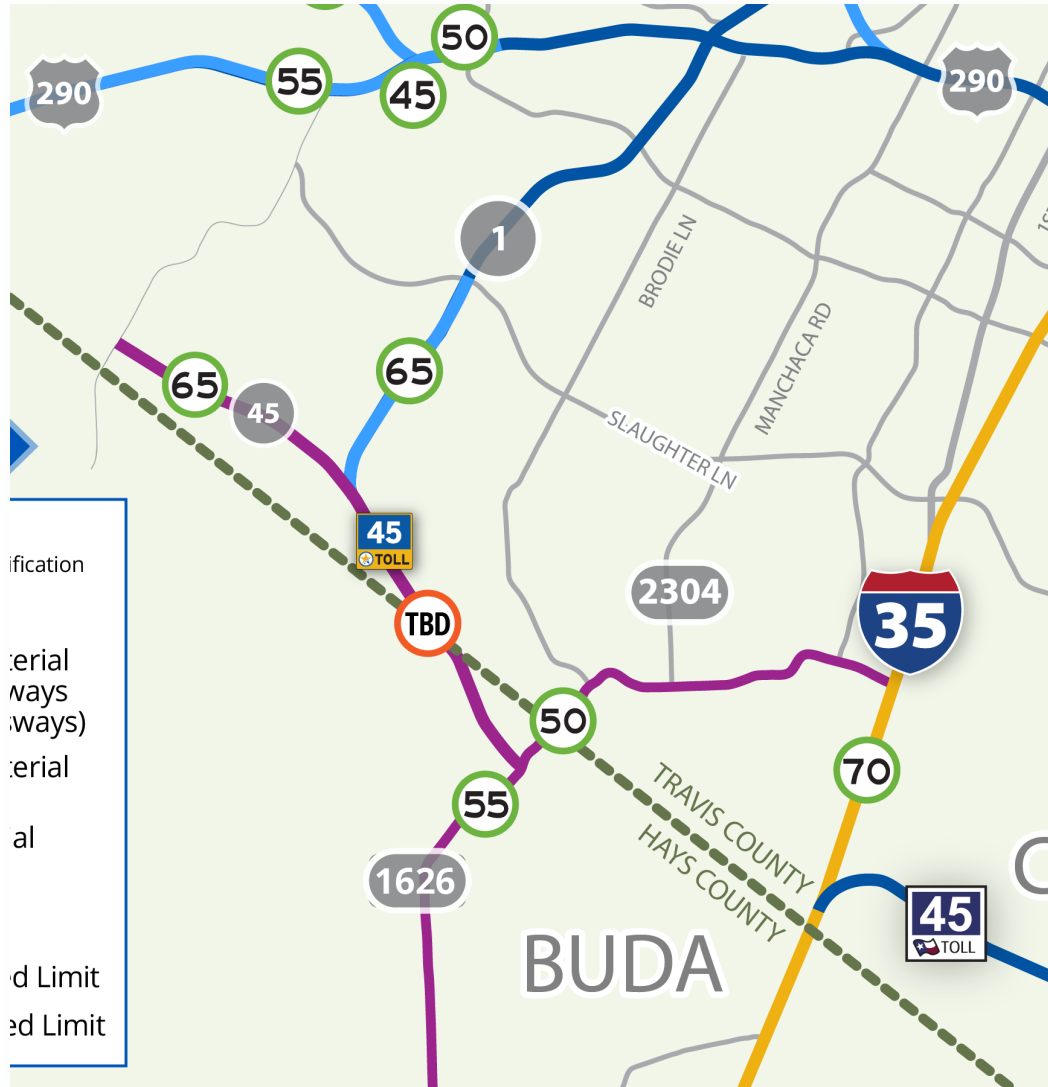 50
290
55
45
290
1
BRODIE LN
65
65
45
MANCHACA RD
SLAUGHTER LN
45
TOLL
ification
2304
35
TBD
terial
ways
sways)
50
terial
70
55
TRAVIS COUNTY
HAYS COUNTY
al
1626
45
TOLL
BUDA
ed Limit
ed Limit